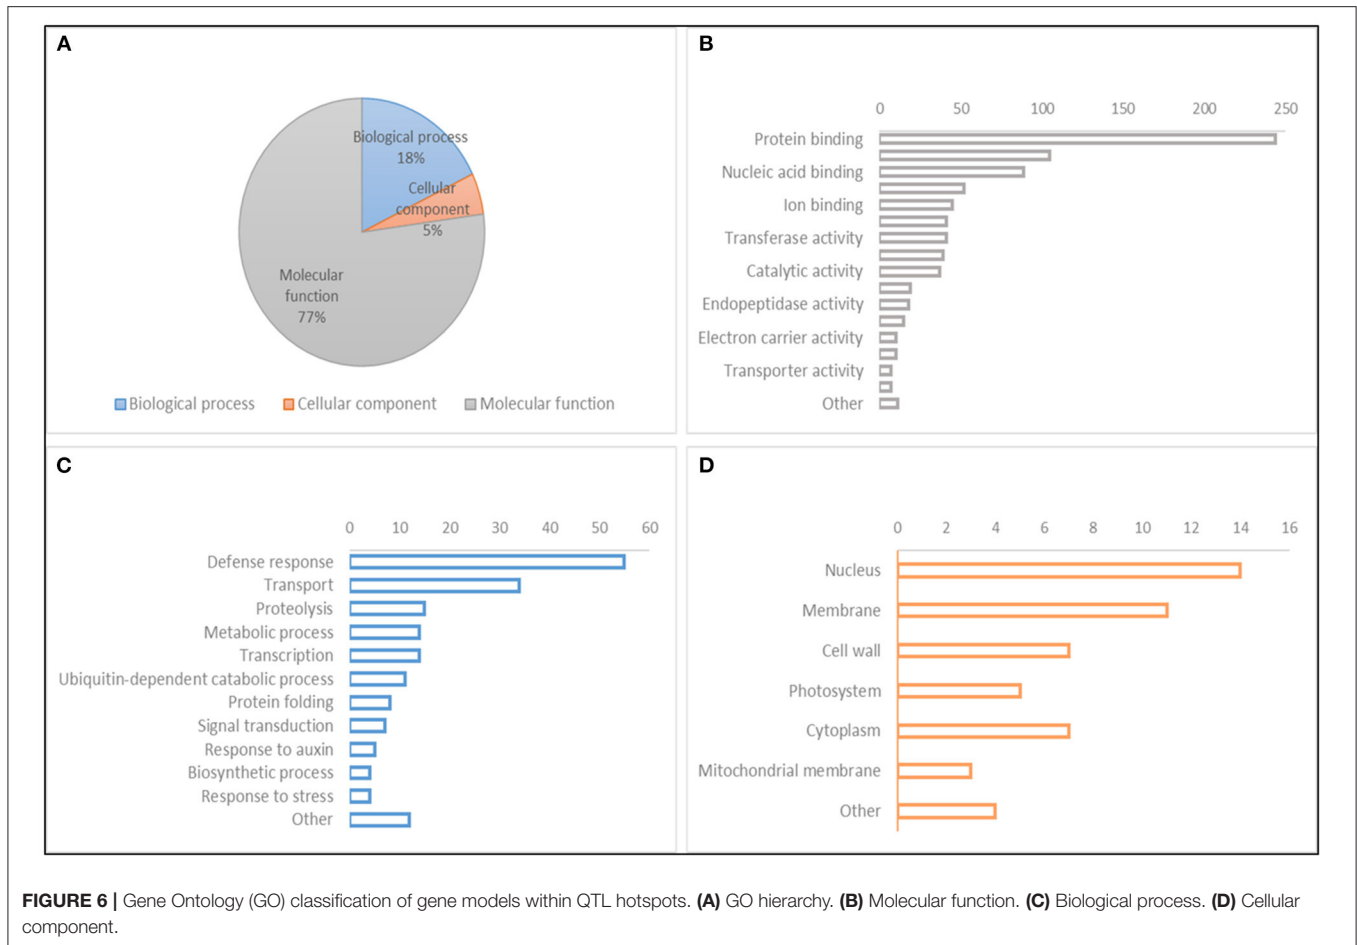 A
Biological process
18%
Cellular
component
5%
Molecular
function
77%
Biological process Cellular component Molecular function
B
0 50 100 150 200 250
Protein binding
Nucleic acid binding
Ion binding
Transferase activity
Catalytic activity
Endopeptidase activity
Electron carrier activity
Transporter activity
Other
C
0 10 20 30 40 50 60
Defense response
Transport
Proteolysis
Metabolic process
Transcription
Ubiquitin-dependent catabolic process
Protein folding
Signal transduction
Response to auxin
Biosynthetic process
Response to stress
Other
D
0 2 4 6 8 10 12 14 16
Nucleus
Membrane
Cell wall
Photosystem
Cytoplasm
Mitochondrial membrane
Other
FIGURE 6 | Gene Ontology (GO) classification of gene models within QTL hotspots. (A) GO hierarchy. (B) Molecular function. (C) Biological process. (D) Cellular
component.